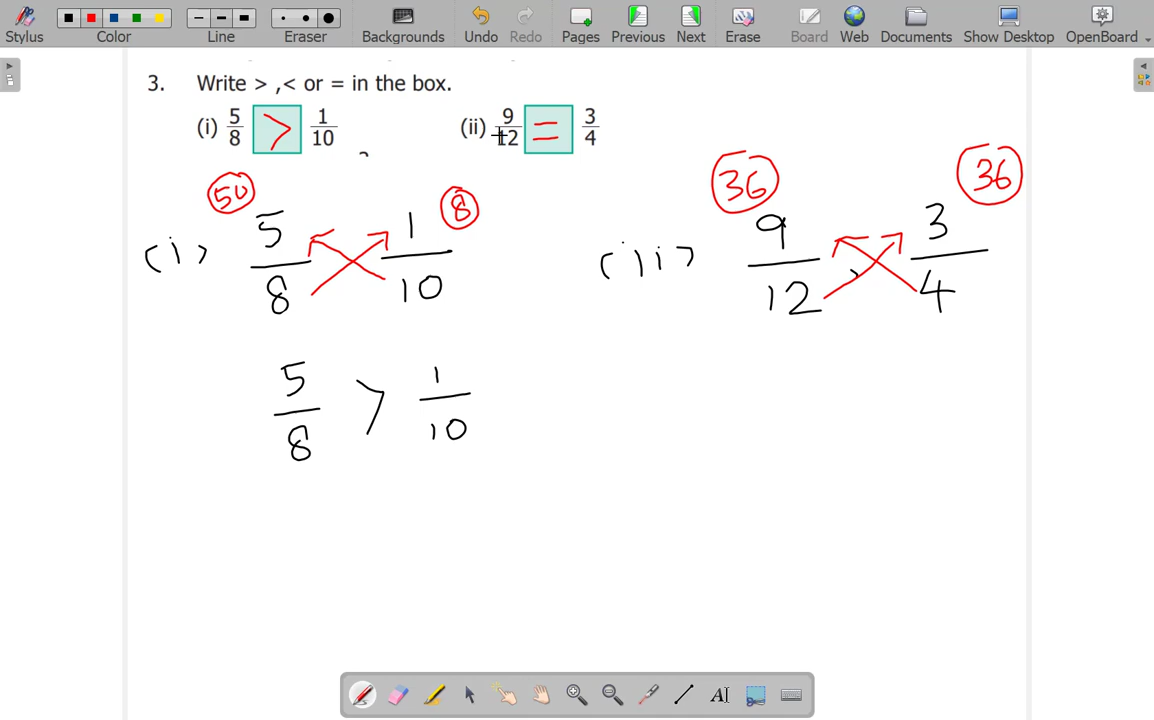 Stylus Color Line Eraser Backgrounds Undo Redo Pages Previous Next Erase Board Web Documents Show Desktop OpenBoard
3. Write > ,< or = in the box.
(i) 5/8 > 1/10 (ii) 9/12 = 3/4
50 8 36 36
(i) 5/8 1/10 (ii) 9/12 3/4
5/8 > 1/10